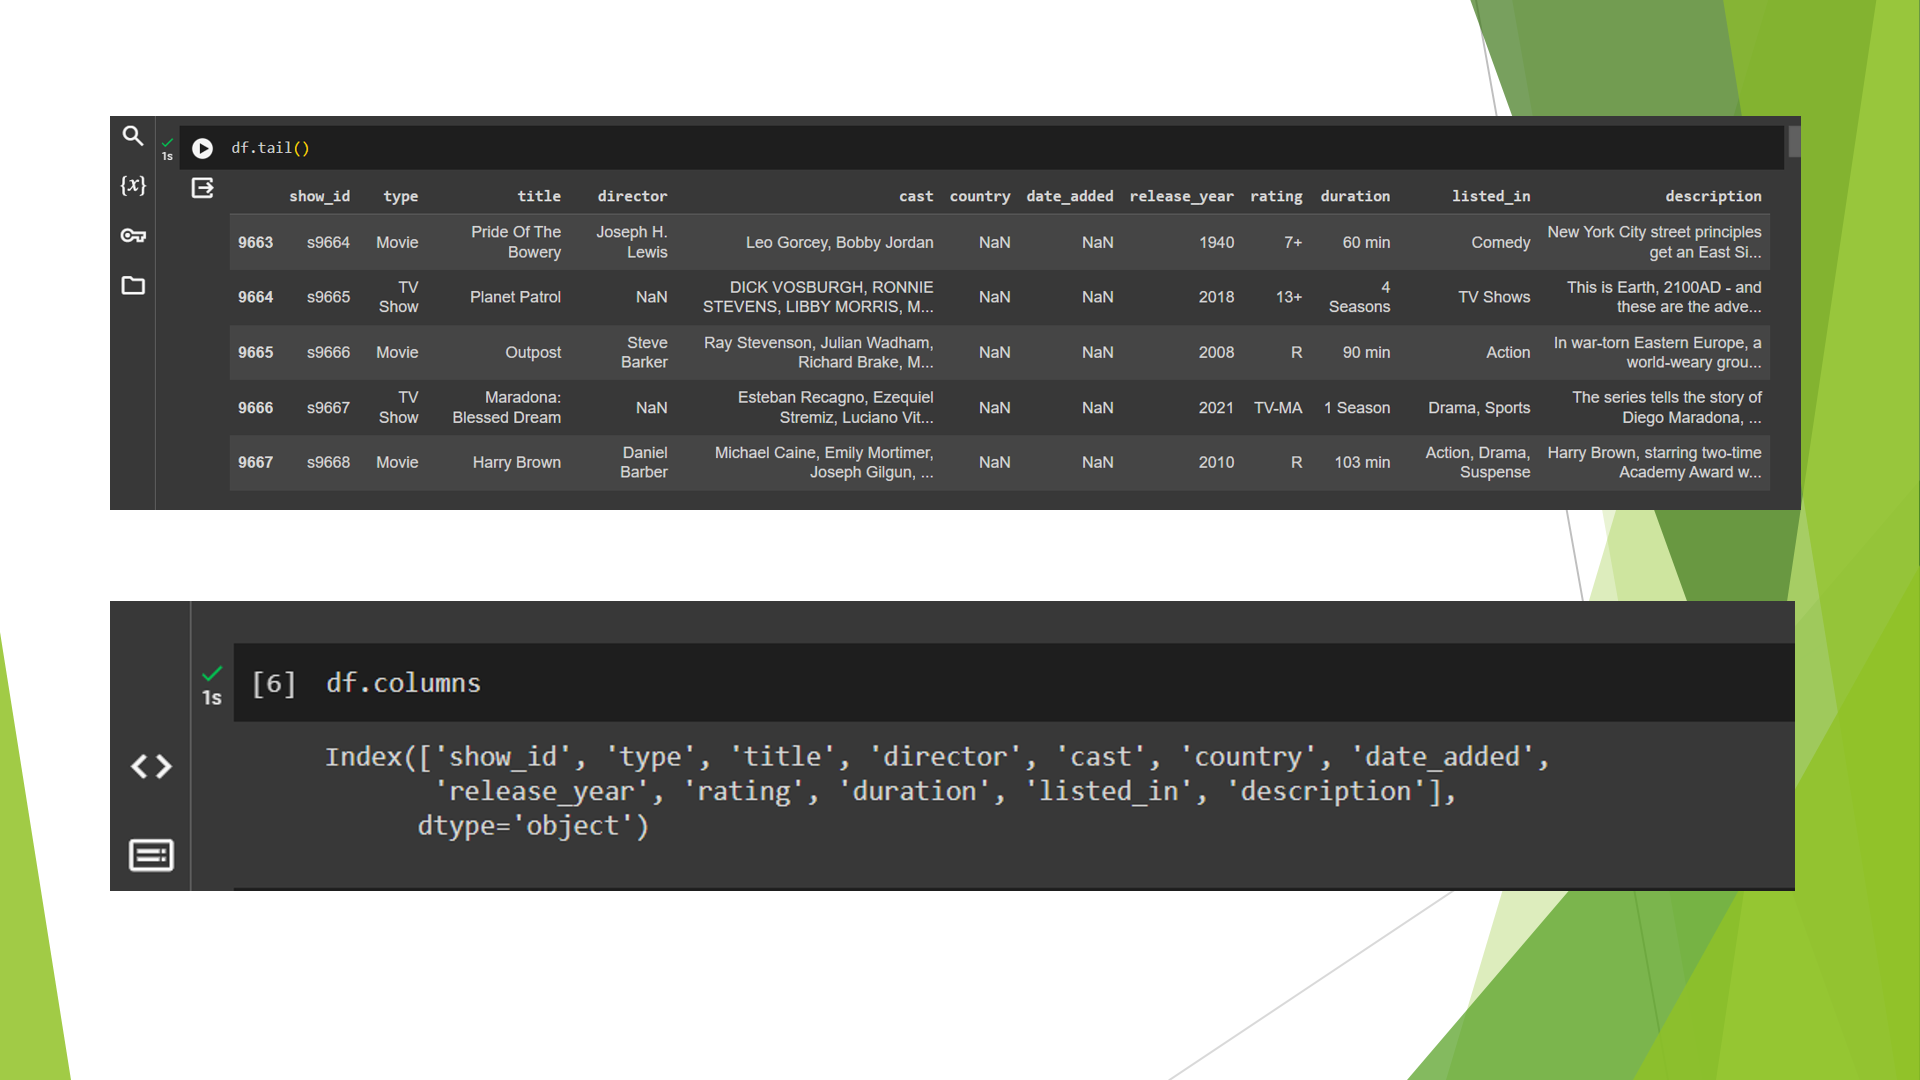 df.tail()
1s
{x}
show_id type title director cast country date_added release_year rating duration listed_in description
9663 s9664 Movie Pride Of The Bowery Joseph H. Lewis Leo Gorcey, Bobby Jordan NaN NaN 1940 7+ 60 min Comedy New York City street principles get an East Si...
9664 s9665 TV Show Planet Patrol NaN DICK VOSBURGH, RONNIE STEVENS, LIBBY MORRIS, M... NaN NaN 2018 13+ 4 Seasons TV Shows This is Earth, 2100AD - and these are the adve...
9665 s9666 Movie Outpost Steve Barker Ray Stevenson, Julian Wadham, Richard Brake, M... NaN NaN 2008 R 90 min Action In war-torn Eastern Europe, a world-weary grou...
9666 s9667 TV Show Maradona: Blessed Dream NaN Esteban Recagno, Ezequiel Stremiz, Luciano Vit... NaN NaN 2021 TV-MA 1 Season Drama, Sports The series tells the story of Diego Maradona, ...
9667 s9668 Movie Harry Brown Daniel Barber Michael Caine, Emily Mortimer, Joseph Gilgun, ... NaN NaN 2010 R 103 min Action, Drama, Suspense Harry Brown, starring two-time Academy Award w...
[6] df.columns
1s
Index(['show_id', 'type', 'title', 'director', 'cast', 'country', 'date_added',
'release_year', 'rating', 'duration', 'listed_in', 'description'],
dtype='object')